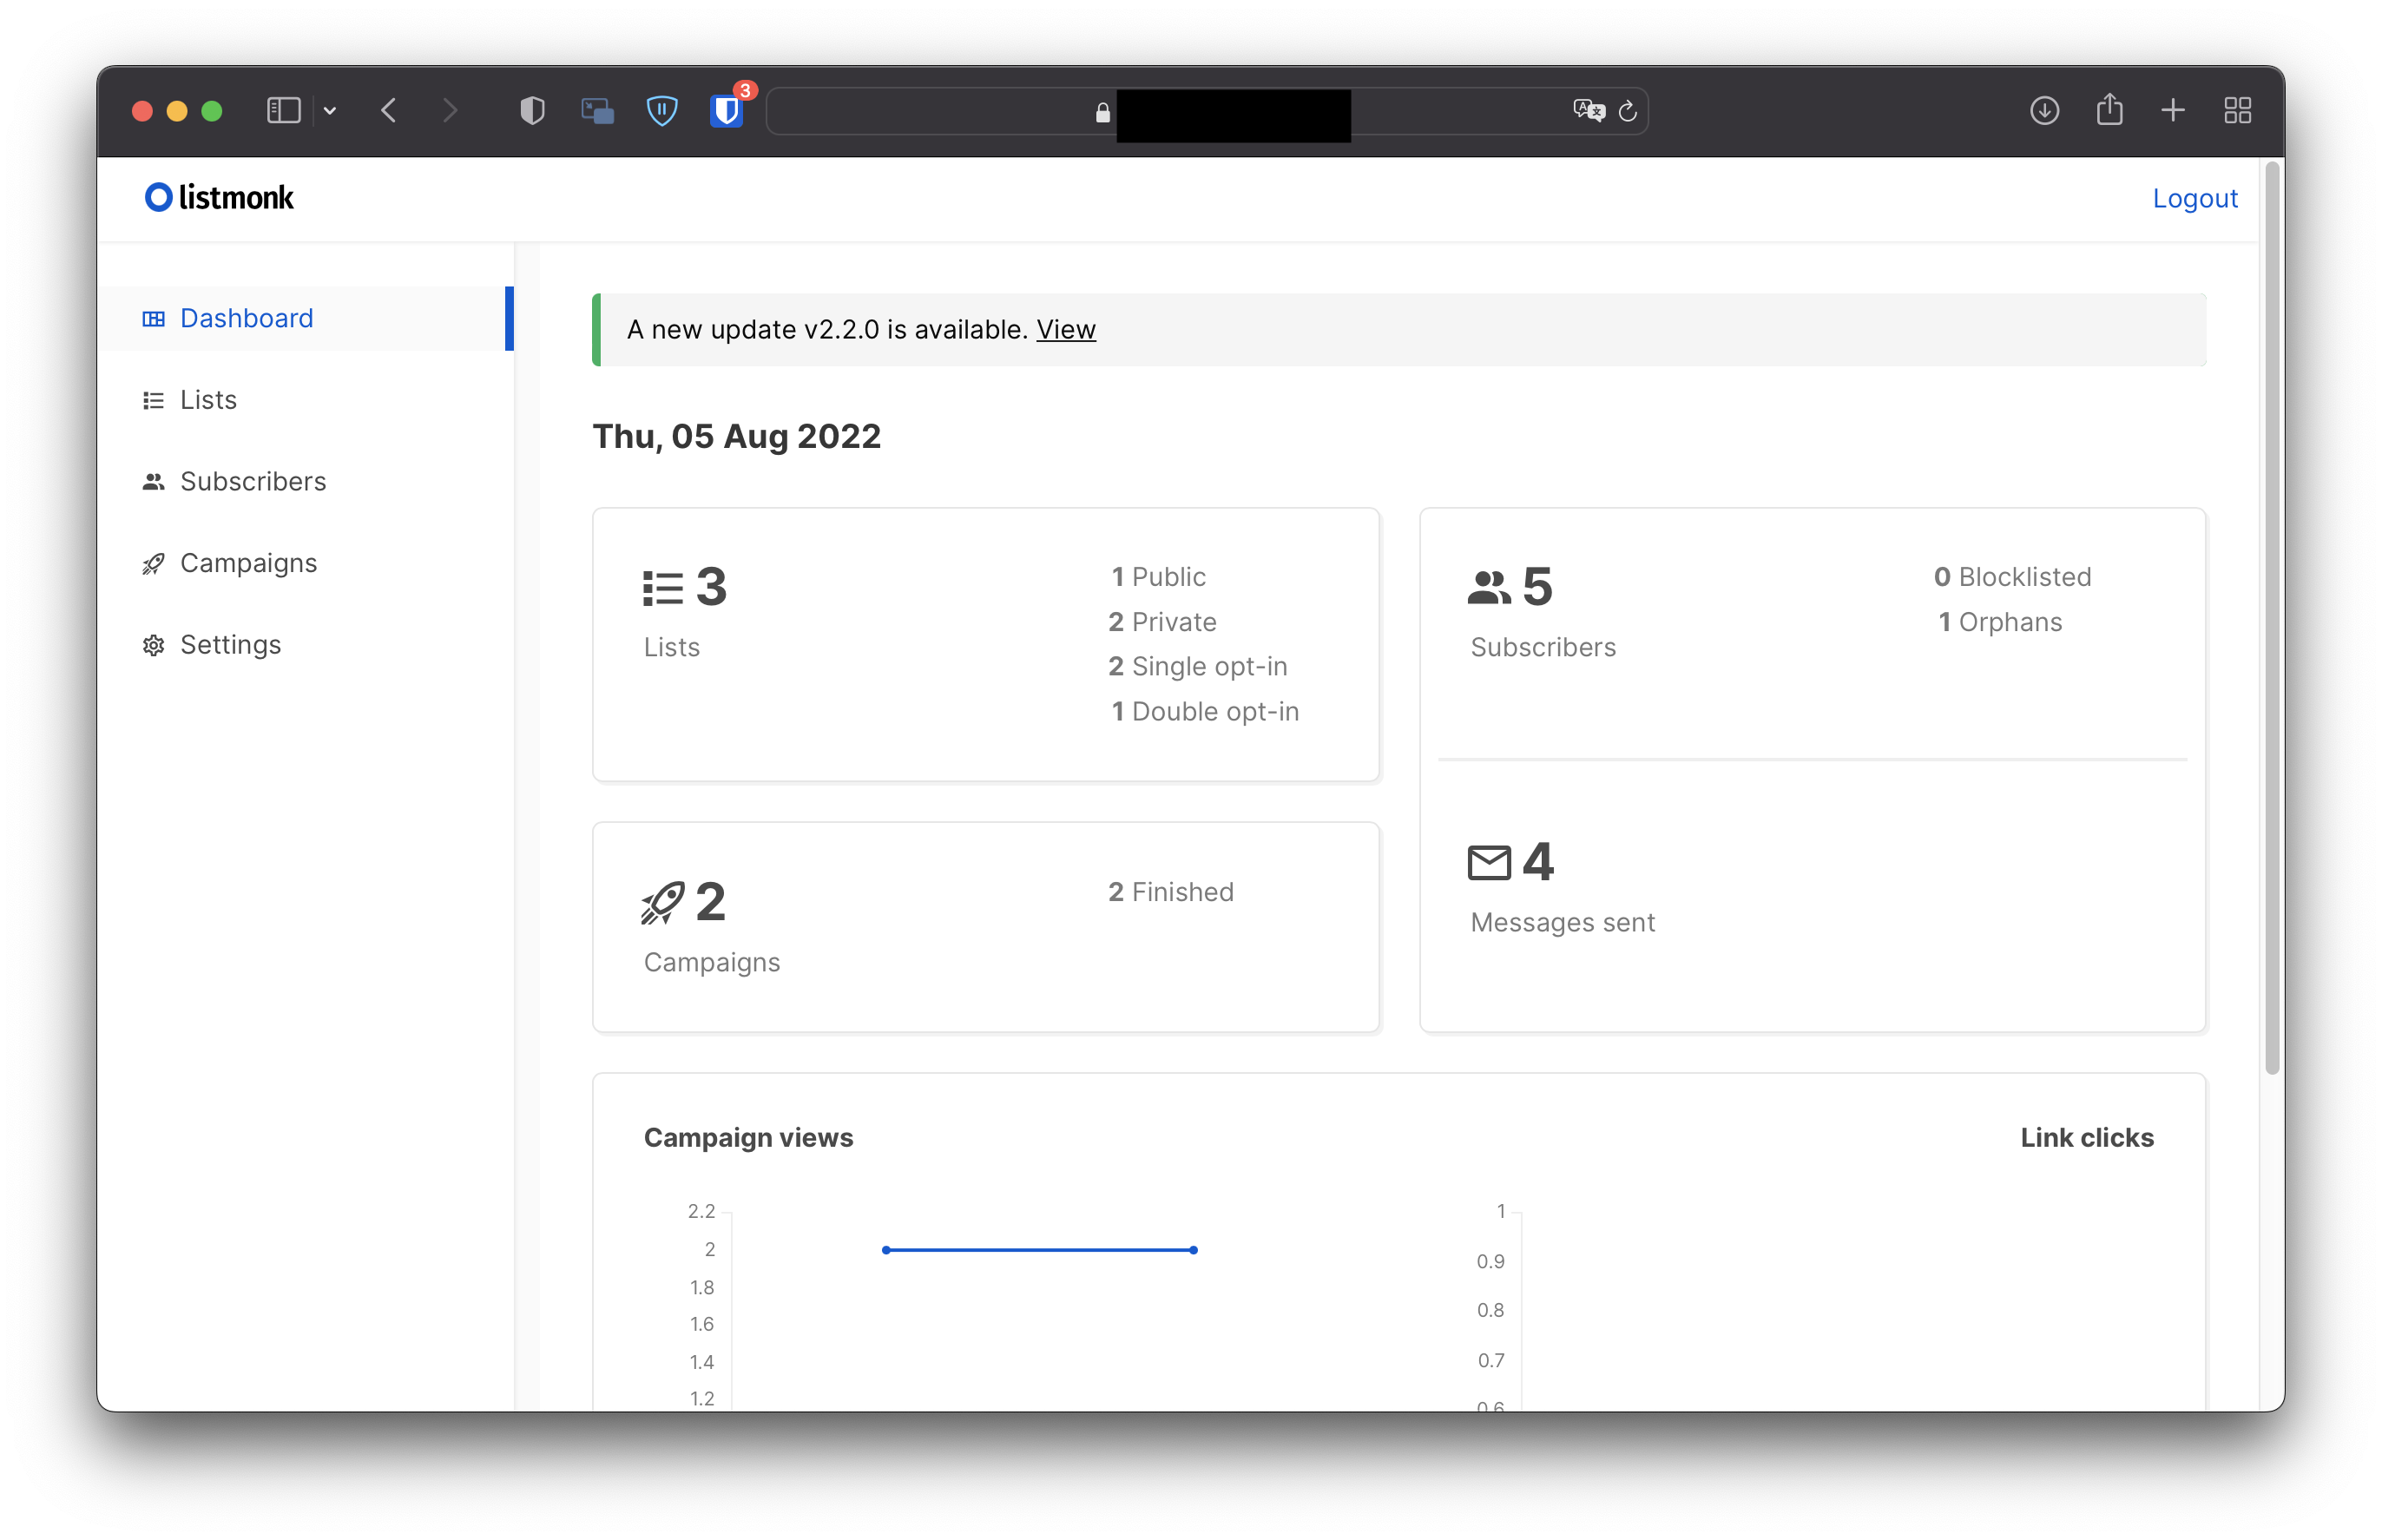 3
listmonk
Logout
Dashboard
Lists
Subscribers
Campaigns
Settings
A new update v2.2.0 is available. View
Thu, 05 Aug 2022
3
Lists
1 Public
2 Private
2 Single opt-in
1 Double opt-in
5
Subscribers
0 Blocklisted
1 Orphans
2
Campaigns
2 Finished
4
Messages sent
Campaign views
2.2
2
1.8
1.6
1.4
1.2
Link clicks
1
0.9
0.8
0.7
0.6